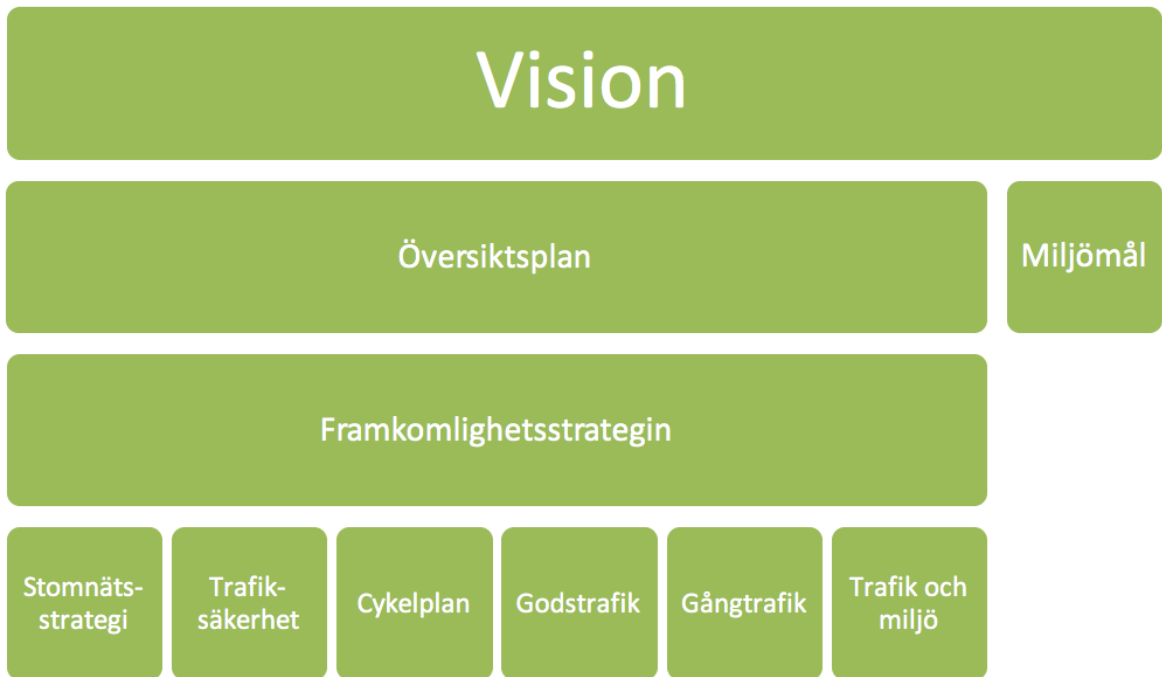 Vision
Översiktsplan
Miljömål
Framkomlighetsstrategin
Stomnäts-
strategi
Trafik-
säkerhet
Cykelplan
Godstrafik
Gångtrafik
Trafik och
miljö